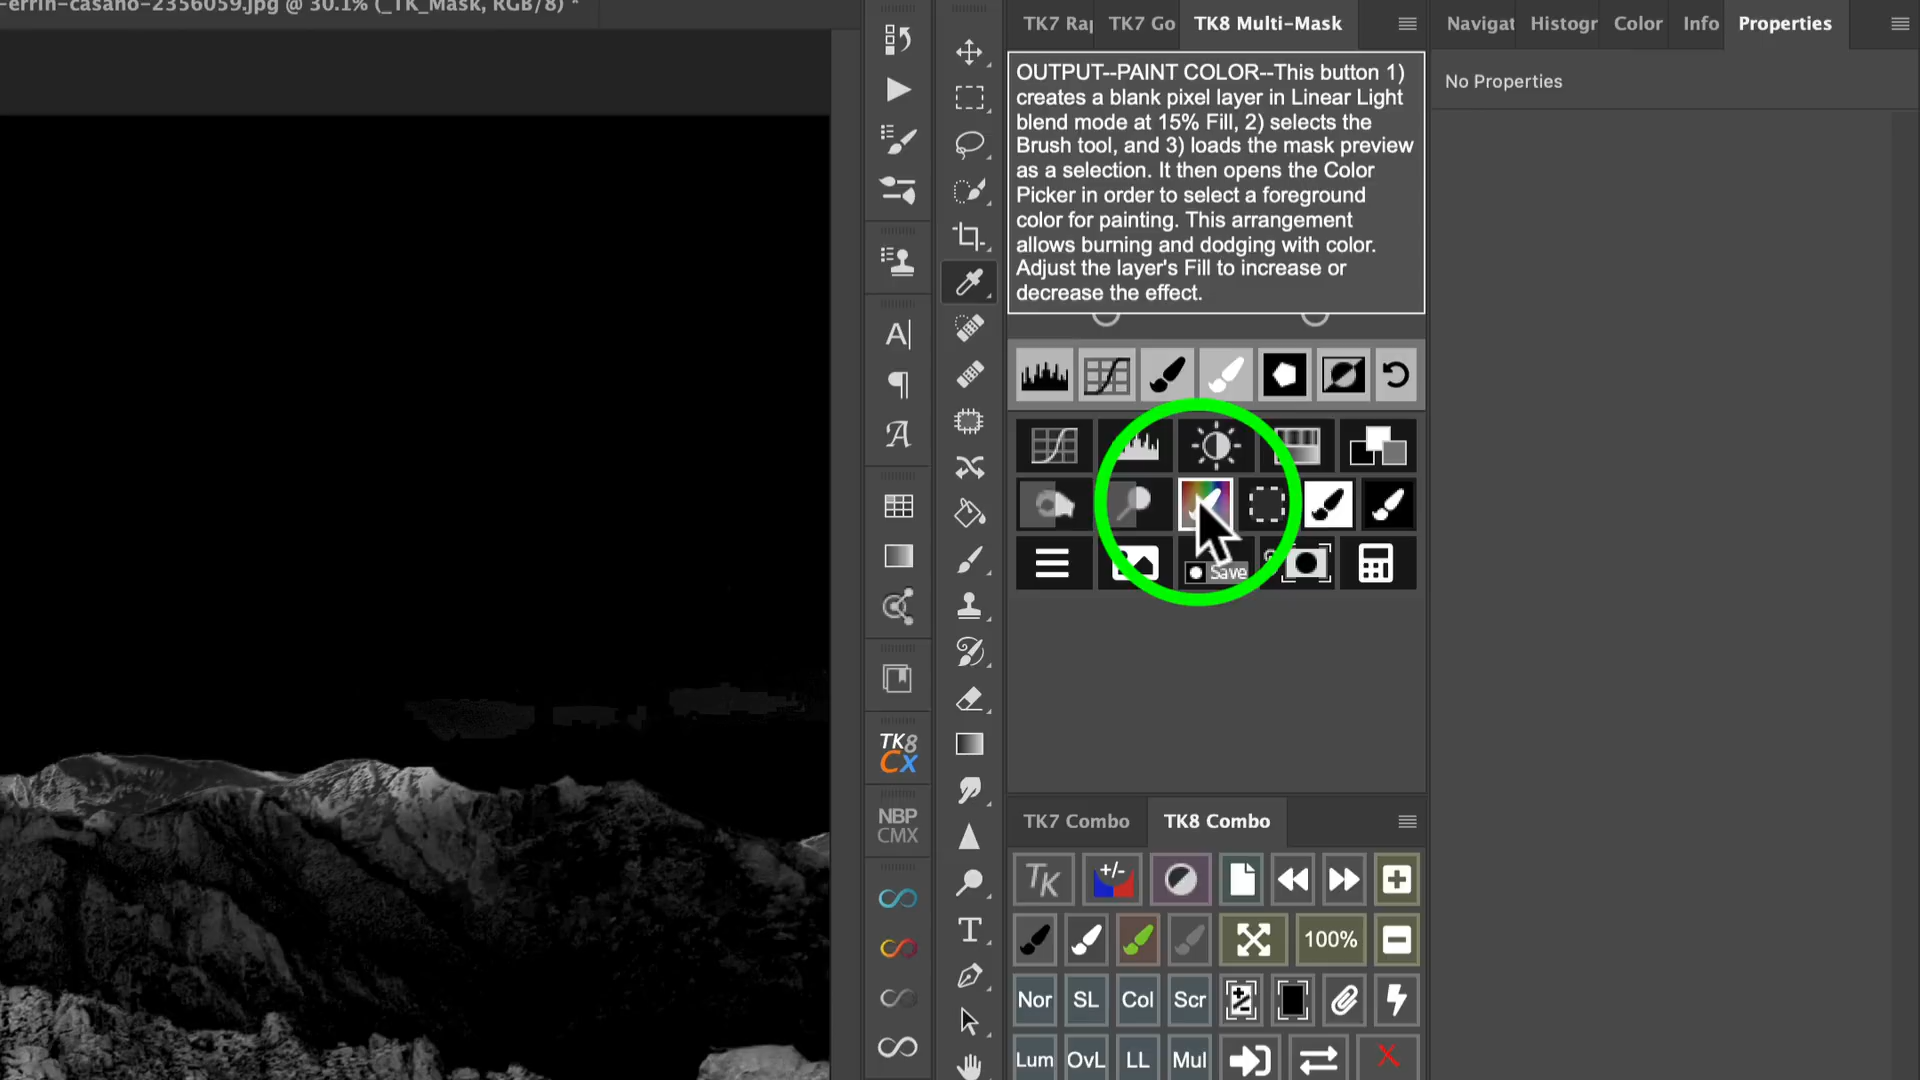 -errin-casano-2356059.jpg @ 30.1% (_TK_Mask, RGB/8) *
TK7 Rap
TK7 Go
TK8 Multi-Mask
Navigat
Histogr
Color
Info
Properties
OUTPUT--PAINT COLOR--This button 1)
creates a blank pixel layer in Linear Light
blend mode at 15% Fill, 2) selects the
Brush tool, and 3) loads the mask preview
as a selection. It then opens the Color
Picker in order to select a foreground
color for painting. This arrangement
allows burning and dodging with color.
Adjust the layer's Fill to increase or
decrease the effect.
No Properties
Save
TK8
Cx
NBP
CMX
TK7 Combo
TK8 Combo
TK
+/-
100%
Nor
SL
Col
Scr
Lum
OvL
LL
Mul